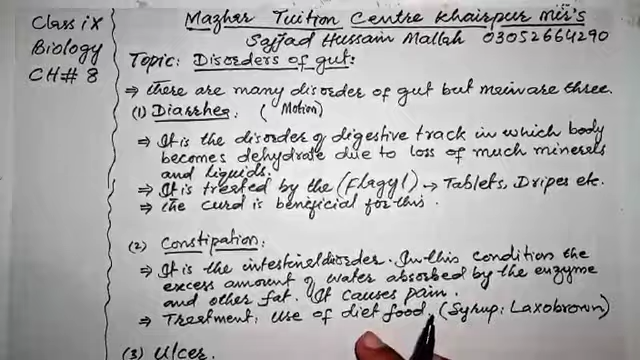 Class iX
Biology
CH# 8
Mazhar Tuition Centre Khairpur mir's
Sajjad Hussain Mallah 03052664290
Topic: Disorders of gut:
⇒ There are many disorder of gut but mein are three.
(1) Diarrhea, (Motion)
⇒ It is the disorder of digestive track in which body
becomes dehydrate due to loss of much minerals
and liquids.
⇒ It is treated by the (Flagyl) → Tablets, Dripes etc.
⇒ The curd is beneficial for this.
(2) Constipation:
⇒ It is the intestinal disorder. In this condition the
excess amount of water absorbed by the enzyme
and other fat. It causes pain.
⇒ Treatment: Use of diet food. (Syrup: Laxobronn)
(3) Ulcer.